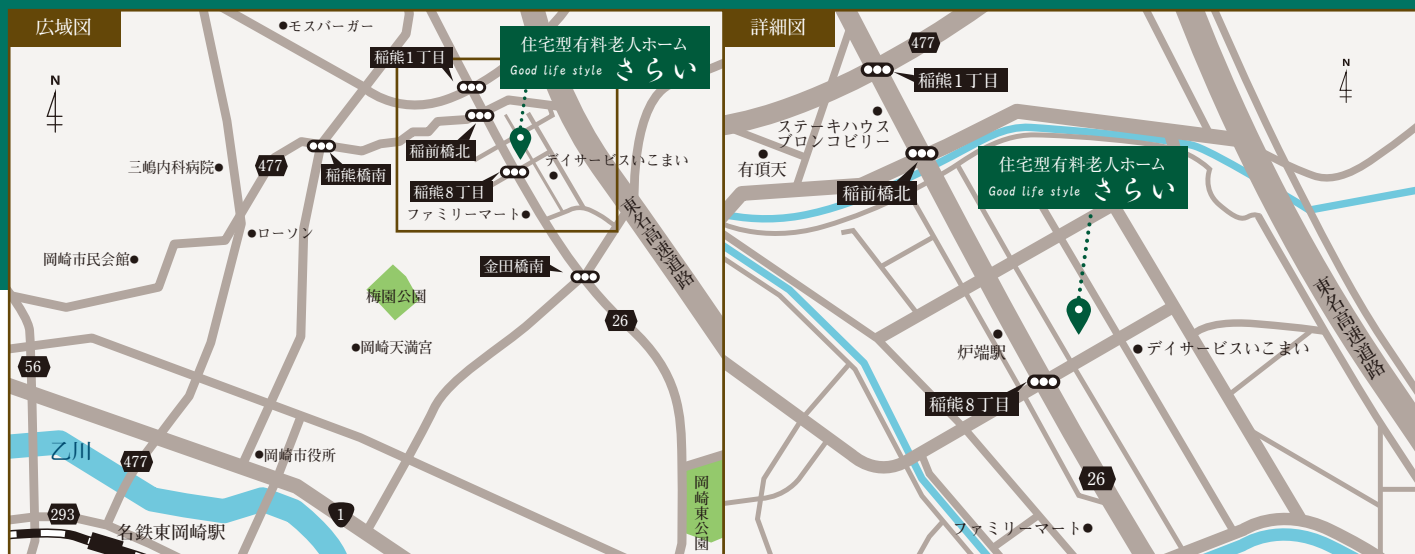 広域図
モスバーガー
稲熊1丁目
住宅型有料老人ホーム
Good life style さらい
N
稲前橋北
三嶋内科病院
477
稲熊橋南
デイサービスいこまい
稲熊8丁目
ファミリーマート
東名高速道路
ローソン
岡崎市民会館
金田橋南
梅園公園
26
岡崎天満宮
56
乙川
岡崎市役所
477
岡崎東公園
293
1
名鉄東岡崎駅
詳細図
477
稲熊1丁目
N
ステーキハウス
ブロンコビリー
有頂天
稲前橋北
住宅型有料老人ホーム
Good life style さらい
東名高速道路
炉端駅
デイサービスいこまい
稲熊8丁目
26
ファミリーマート